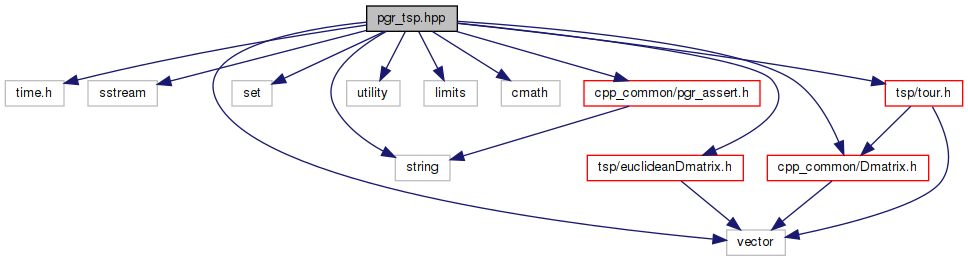 pgr_tsp.hpp
time.h
sstream
set
utility
limits
cmath
cpp_common/pgr_assert.h
tsp/tour.h
string
tsp/euclideanDmatrix.h
cpp_common/Dmatrix.h
vector